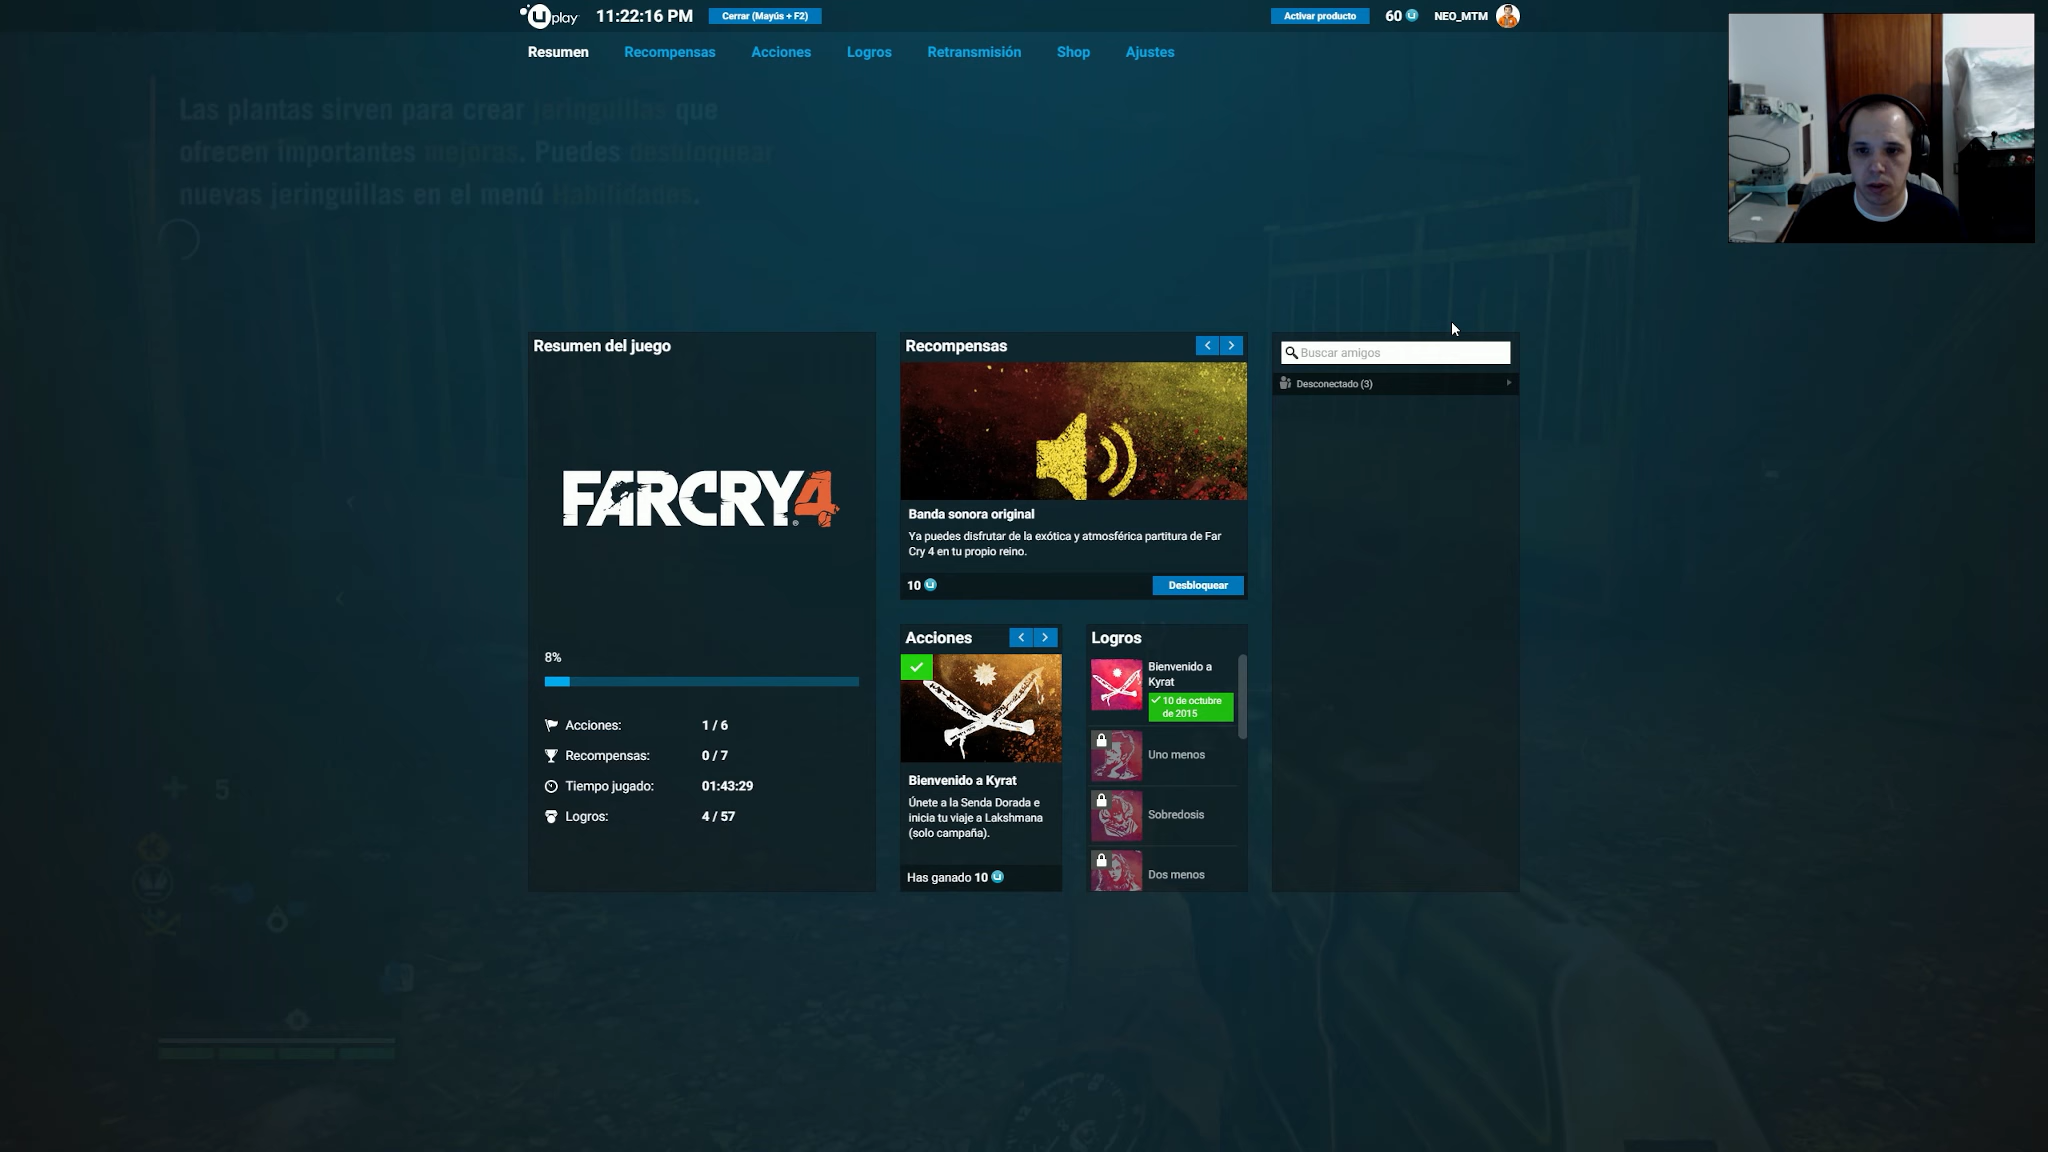 Uplay
11:22:16 PM
Cerrar (Mayús + F2)
Activar producto
60
NEO_MTM
Resumen
Recompensas
Acciones
Logros
Retransmisión
Shop
Ajustes
Las plantas sirven para crear jeringuillas que
ofrecen importantes mejoras. Puedes desbloquear
nuevas jeringuillas en el menú Habilidades.
Resumen del juego
FARCRY4
8%
Acciones: 1 / 6
Recompensas: 0 / 7
Tiempo jugado: 01:43:29
Logros: 4 / 57
Recompensas
Banda sonora original
Ya puedes disfrutar de la exótica y atmosférica partitura de Far
Cry 4 en tu propio reino.
10
Desbloquear
Acciones
Bienvenido a Kyrat
Únete a la Senda Dorada e
inicia tu viaje a Lakshmana
(solo campaña).
Has ganado 10
Logros
Bienvenido a
Kyrat
10 de octubre
de 2015
Uno menos
Sobredosis
Dos menos
Buscar amigos
Desconectado (3)
+ 5